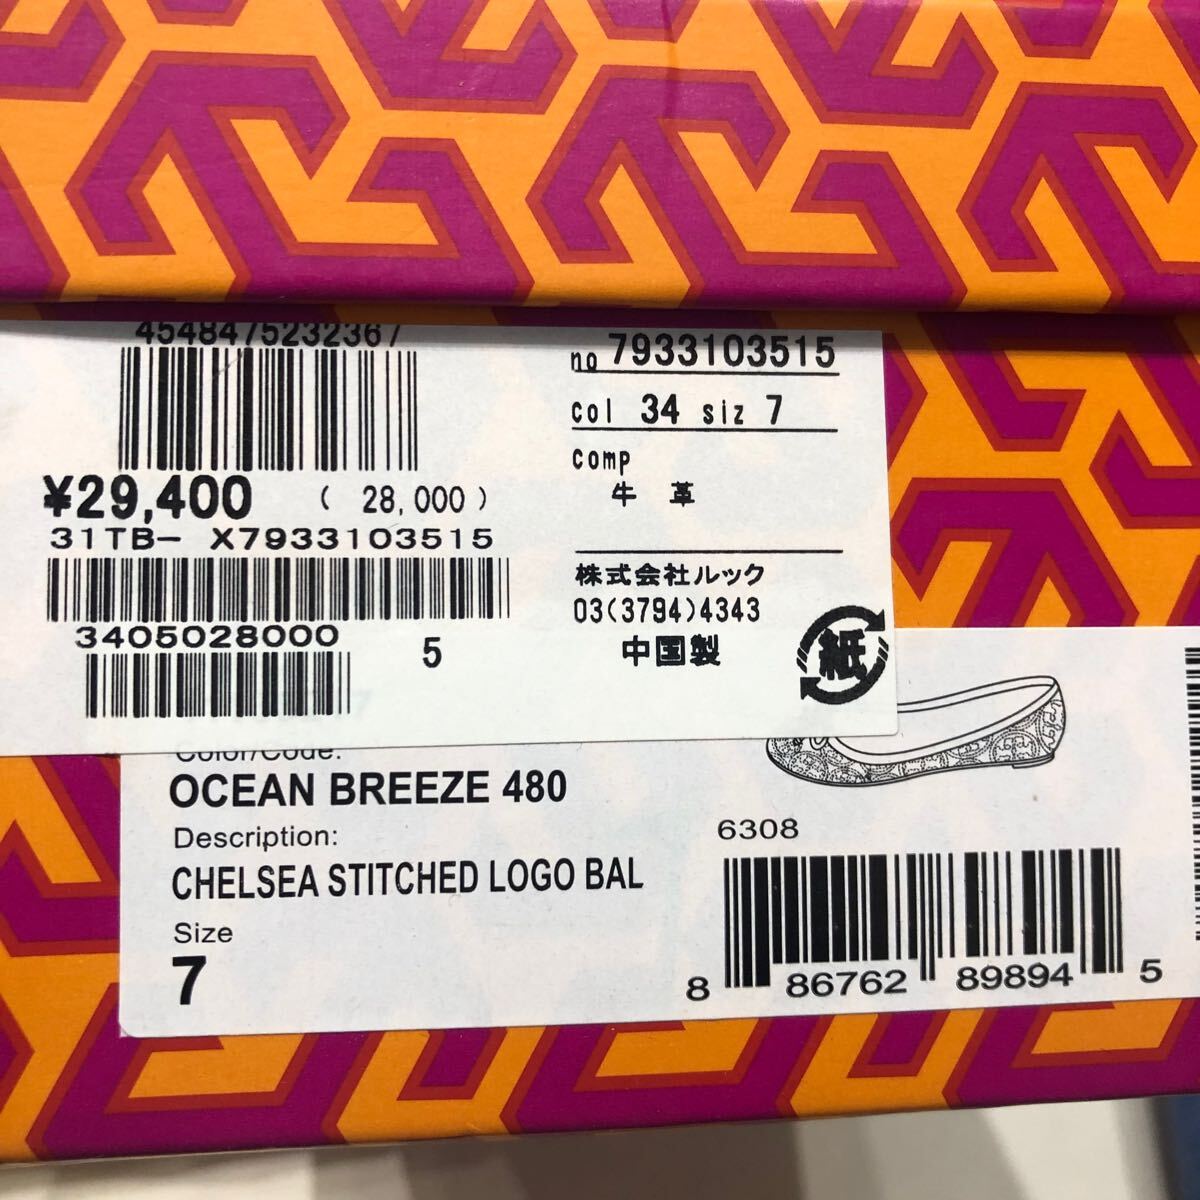 4548475232367
¥29,400 ( 28,000 )
31TB- X7933103515
3405028000 5
no 7933103515
col 34 siz 7
comp
牛 革
株式会社ルック
03(3794)4343
中国製
紙
Color/Code:
OCEAN BREEZE 480
Description:
CHELSEA STITCHED LOGO BAL
Size
7
6308
8 86762 89894 5